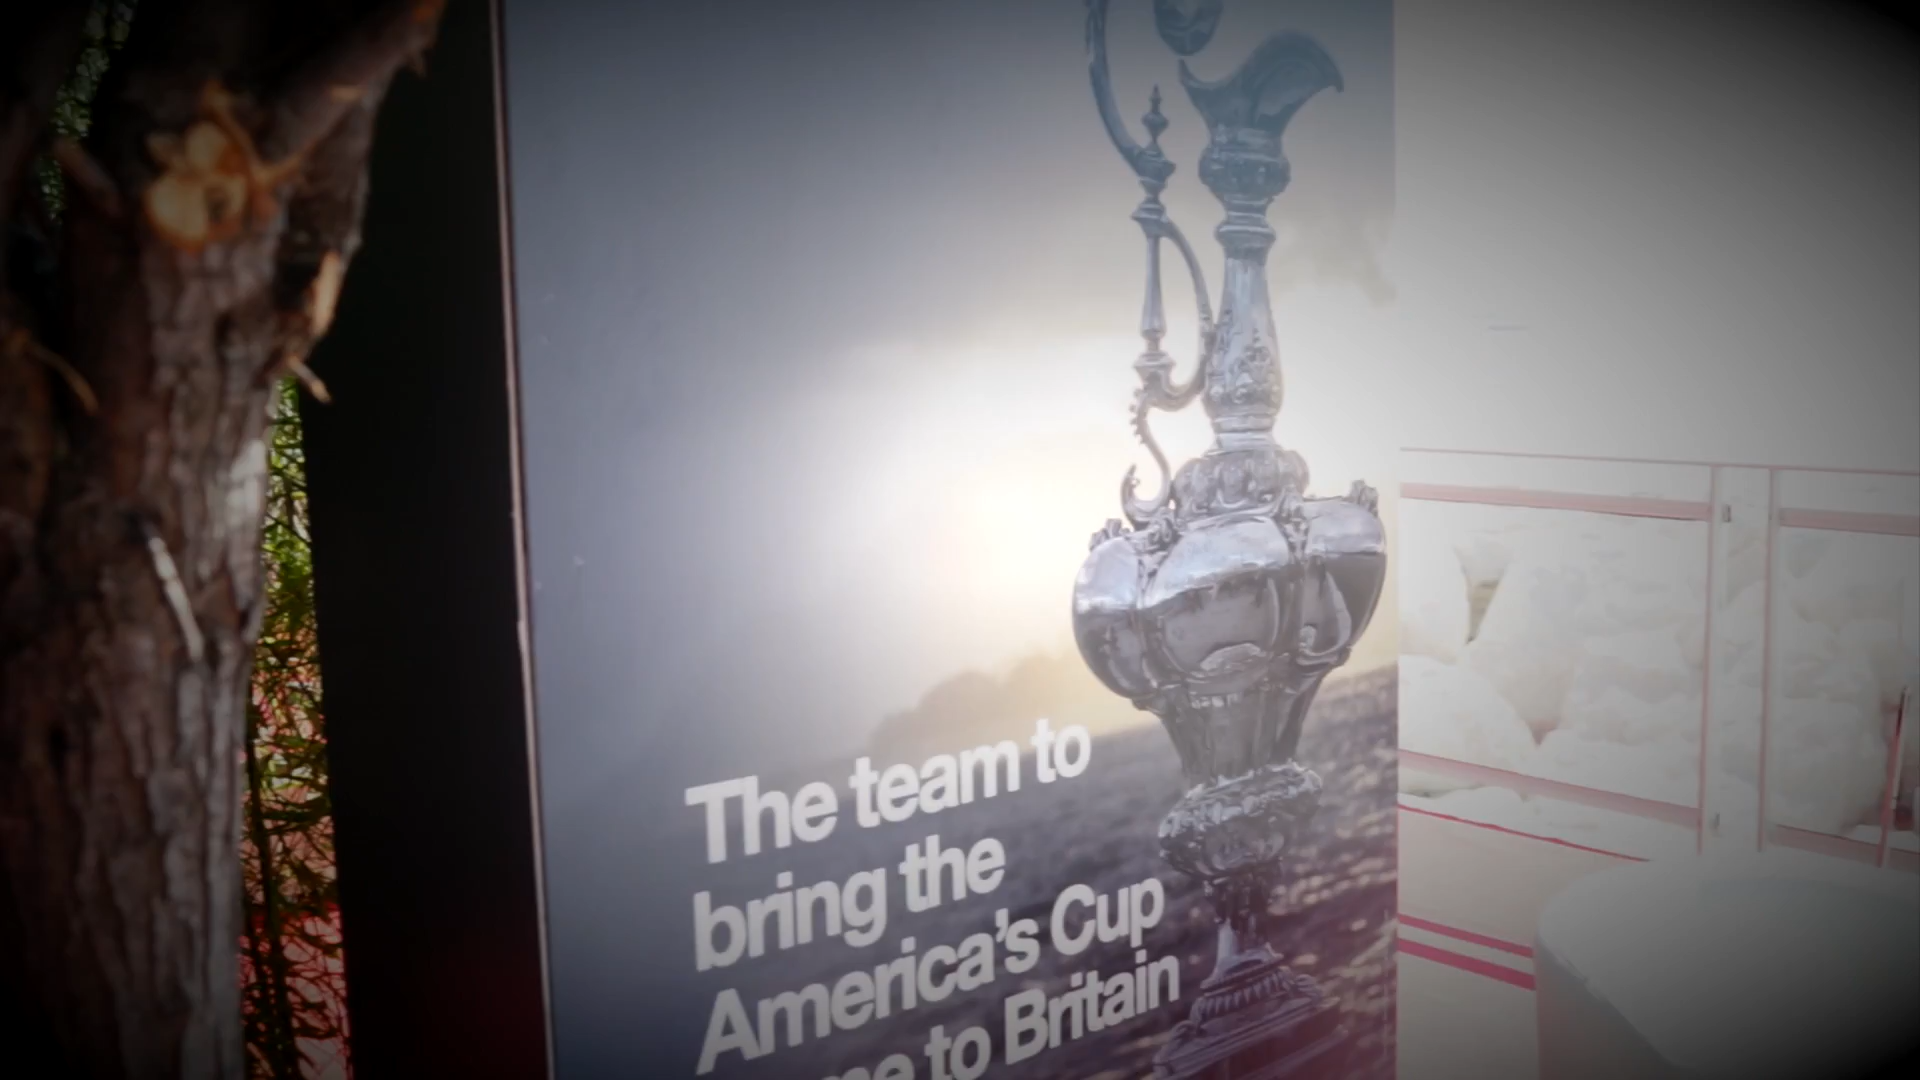 The team to
bring the
America's Cup
to Britain